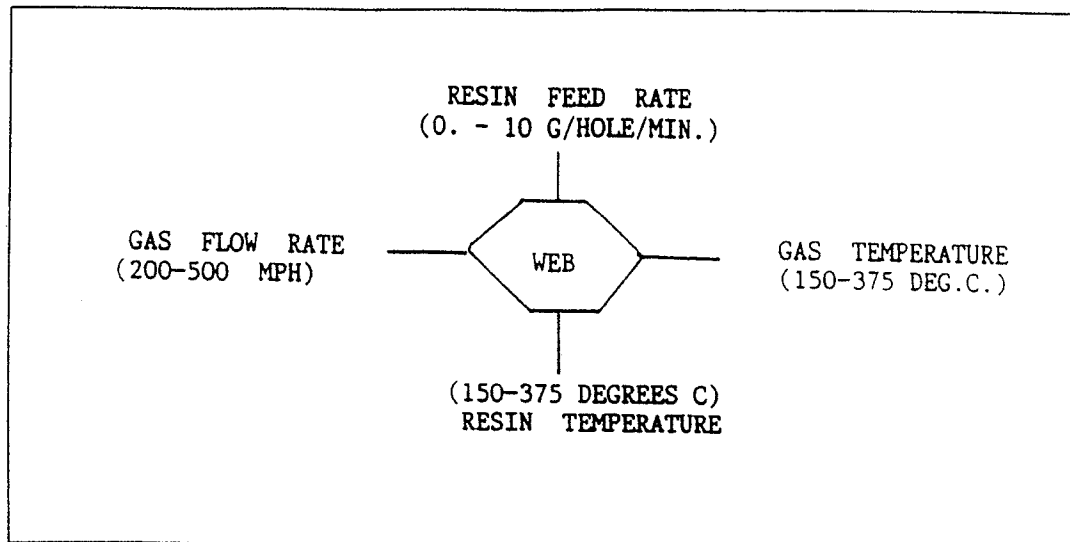 RESIN FEED RATE
(0. - 10 G/HOLE/MIN.)
GAS FLOW RATE
(200-500 MPH)
WEB
GAS TEMPERATURE
(150-375 DEG.C.)
(150-375 DEGREES C)
RESIN TEMPERATURE